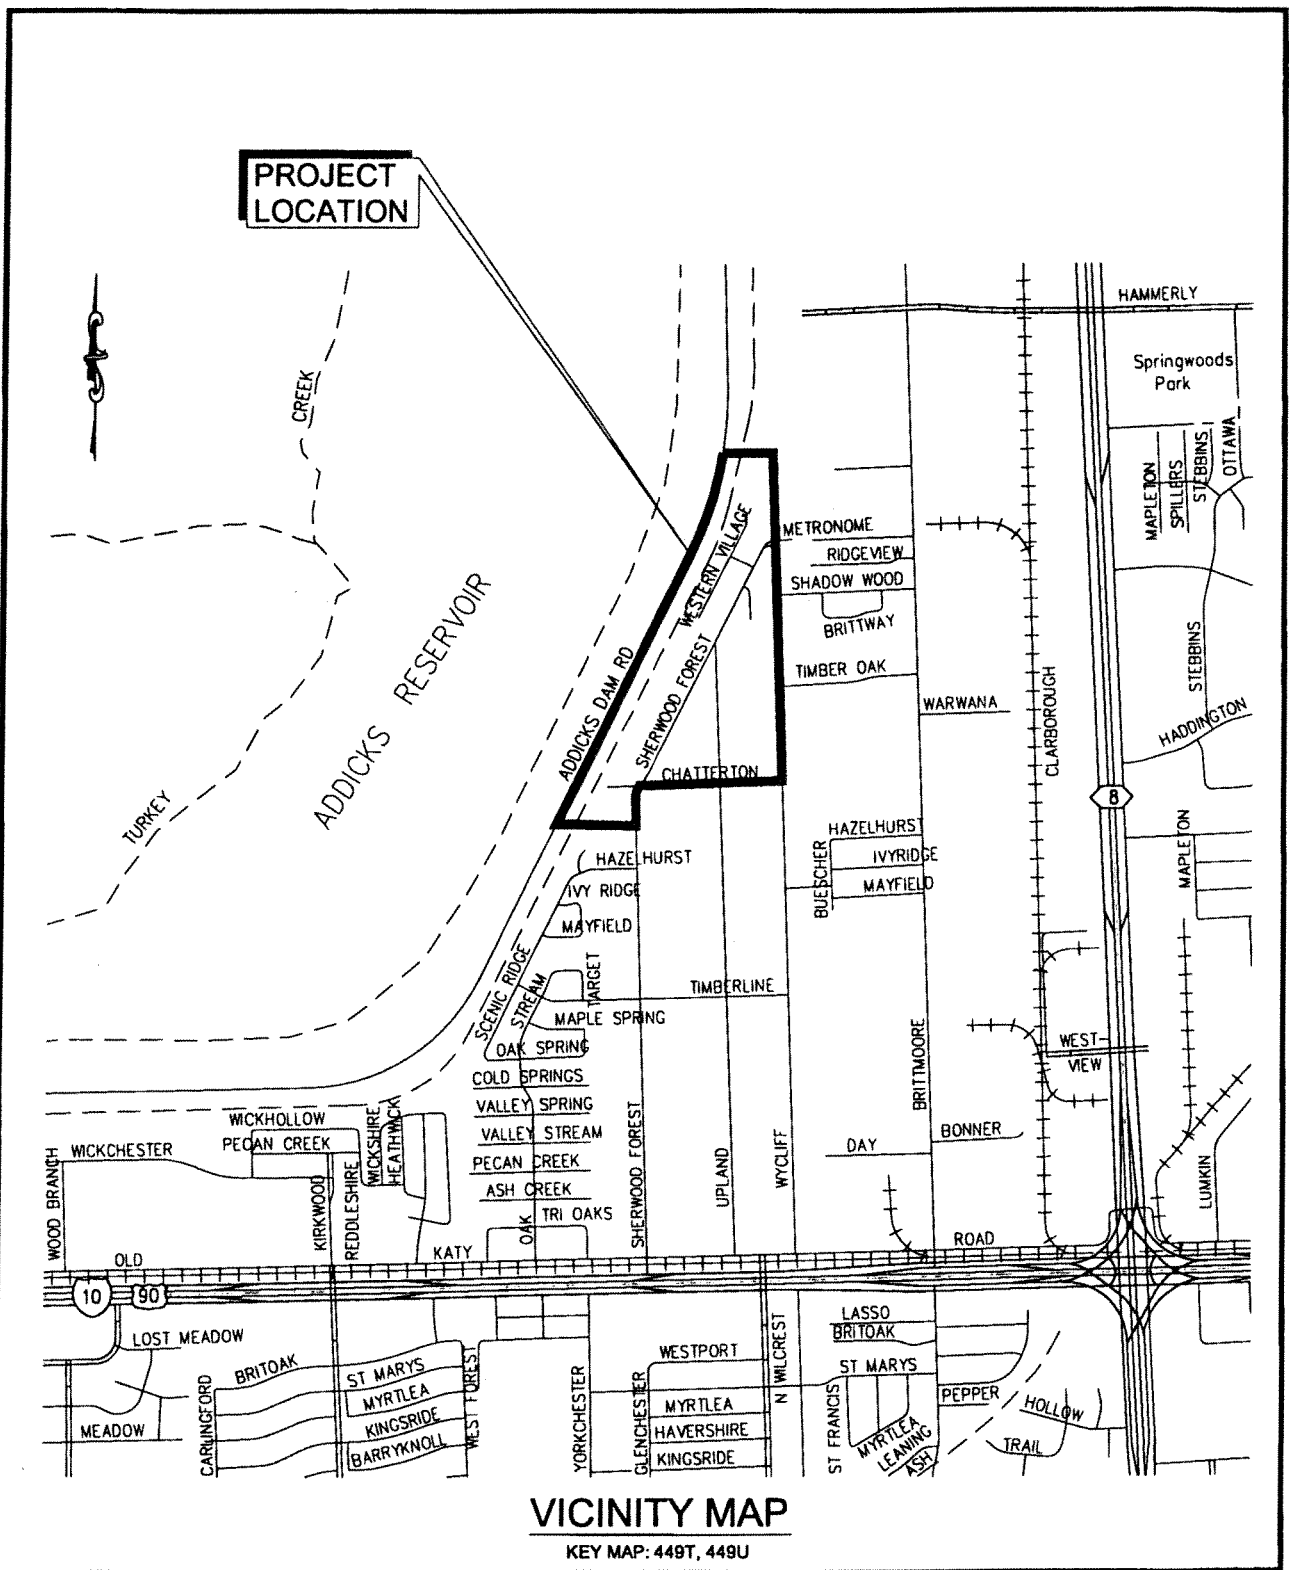 PROJECT
LOCATION
HAMMERLY
Springwoods
Park
CREEK
STEBBINS
OTTAWA
MAPLETON
SPILLERS
METRONOME
RIDGEVIEW
SHADOW WOOD
BRITTWAY
WESTERN VILLAGE
ADDICKS RESERVOIR
TIMBER OAK
STEBBINS
WARWANA
CLARBOROUGH
HADDINGTON
SHERWOOD FOREST
ADDICKS DAM RD
CHATTERTON
8
TURKEY
HAZELHURST
IVYRIDGE
MAYFIELD
BUESCHER
MAPLETON
HAZELHURST
IVY RIDGE
MAYFIELD
SCENIC RIDGE
STREAM
TARGET
TIMBERLINE
MAPLE SPRING
OAK SPRING
COLD SPRINGS
VALLEY SPRING
VALLEY STREAM
PECAN CREEK
ASH CREEK
TRI OAKS
OAK
WEST-
VIEW
BRITTMOORE
WICKHOLLOW
PECAN CREEK
WICKCHESTER
WICKSHIRE
HEATHWICK
WOOD BRANCH
KIRKWOOD
REDDLESHIRE
SHERWOOD FOREST
UPLAND
WYCLIFF
DAY
BONNER
LUMKIN
OLD
KATY
ROAD
10
90
LOST MEADOW
MEADOW
BRITOAK
CARLINGFORD
ST MARYS
MYRTLEA
KINGSRIDE
BARRYKNOLL
WEST FOREST
YORKCHESTER
GLENCHESTER
WESTPORT
MYRTLEA
HAVERSHIRE
KINGSRIDE
N WILCREST
LASSO
BRITOAK
ST MARYS
ST FRANCIS
MYRTLEA
LEANING
ASH
PEPPER
HOLLOW
TRAIL
VICINITY MAP
KEY MAP: 449T, 449U